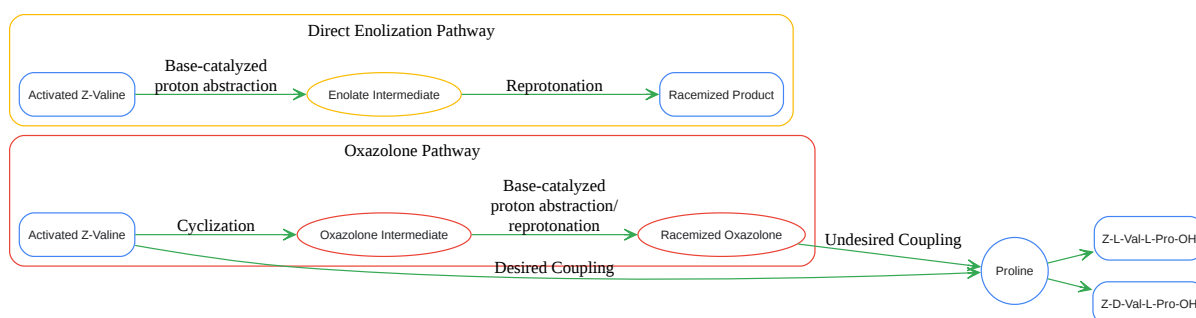 Direct Enolization Pathway
Activated Z-Valine
Base-catalyzed
proton abstraction
Enolate Intermediate
Reprotonation
Racemized Product
Oxazolone Pathway
Activated Z-Valine
Cyclization
Oxazolone Intermediate
Base-catalyzed
proton abstraction/
reprotonation
Racemized Oxazolone
Undesired Coupling
Desired Coupling
Proline
Z-L-Val-L-Pro-OH
Z-D-Val-L-Pro-OH